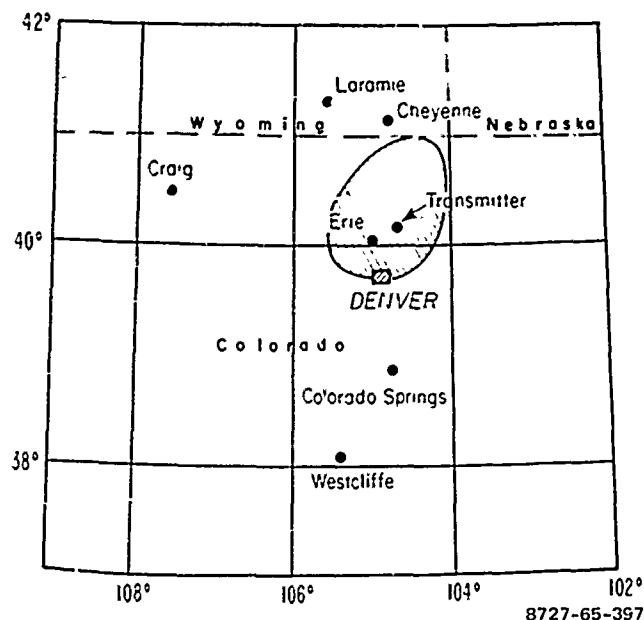 42°
Laramie
Cheyenne
Wyoming
Nebraska
Craig
Transmitter
Erie
40°
DENVER
Colorado
Colorado Springs
38°
Westcliffe
108°
106°
104°
102°
8727-65-397